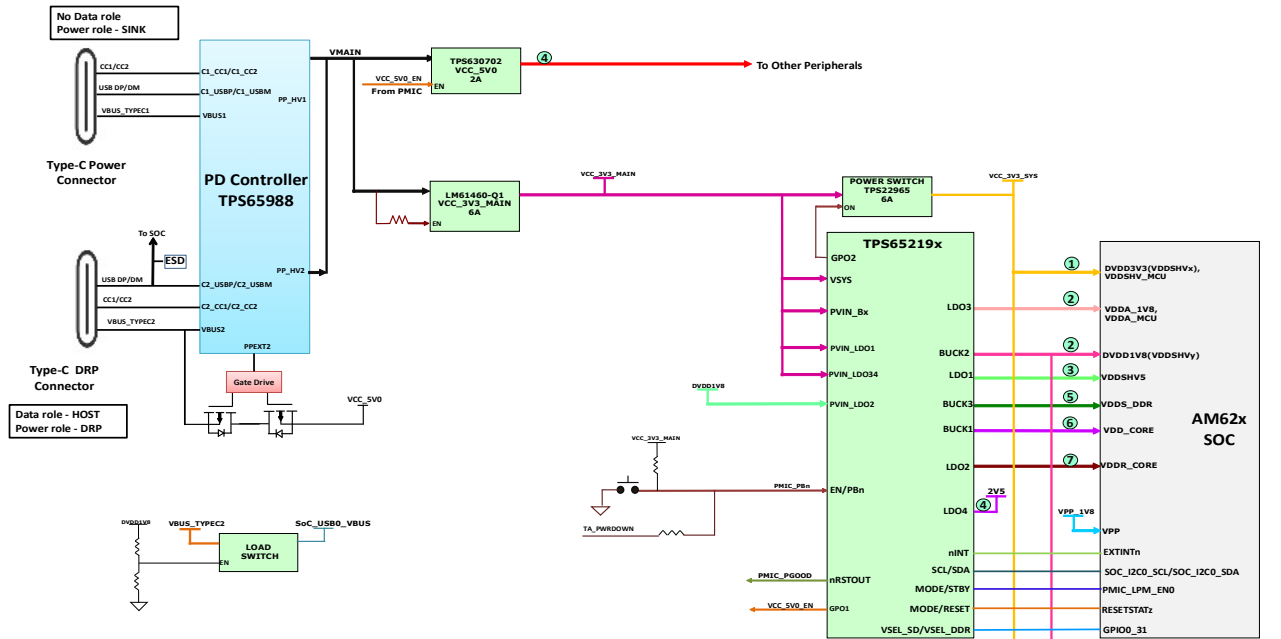 No Data role
Power role - SINK
CC1/CC2
USB DP/DM
VBUS_TYPEC1
Type-C Power
Connector
C1_CC1/C1_CC2
C1_USBP/C1_USBM
PP_HV1
VBUS1
PD Controller
TPS65988
PP_HV2
C2_USBP/C2_USBM
C2_CC1/C2_CC2
VBUS2
PPEXT2
To SOC
ESD
USB DP/DM
CC1/CC2
VBUS_TYPEC2
Type-C DRP
Connector
Data role - HOST
Power role - DRP
Gate Drive
VCC_5V0
VMAIN
VCC_5V0_EN
From PMIC
TPS630702
VCC_5V0
2A
EN
4
To Other Peripherals
LM61460-Q1
VCC_3V3_MAIN
6A
EN
VCC_3V3_MAIN
POWER SWITCH
TPS22965
6A
ON
VCC_3V3_SYS
TPS65219x
GPO2
VSYS
PVIN_Bx
PVIN_LDO1
PVIN_LDO34
DVDD1V8
PVIN_LDO2
VCC_3V3_MAIN
PMIC_PBn
EN/PBn
TA_PWRDOWN
PMIC_PGOOD
nRSTOUT
VCC_5V0_EN
GPO1
LDO3
BUCK2
LDO1
BUCK3
BUCK1
LDO2
LDO4
4
2V5
nINT
SCL/SDA
MODE/STBY
MODE/RESET
VSEL_SD/VSEL_DDR
1
2
2
3
5
6
7
AM62x
SOC
DVDD3V3(VDDSHVx),
VDDSHV_MCU
VDDA_1V8,
VDDA_MCU
DVDD1V8(VDDSHVy)
VDDSHV5
VDDS_DDR
VDD_CORE
VDDR_CORE
VPP_1V8
VPP
EXTINTn
SOC_I2C0_SCL/SOC_I2C0_SDA
PMIC_LPM_EN0
RESETSTATz
GPIO0_31
DVDD1V8
VBUS_TYPEC2
SoC_USB0_VBUS
LOAD
SWITCH
EN